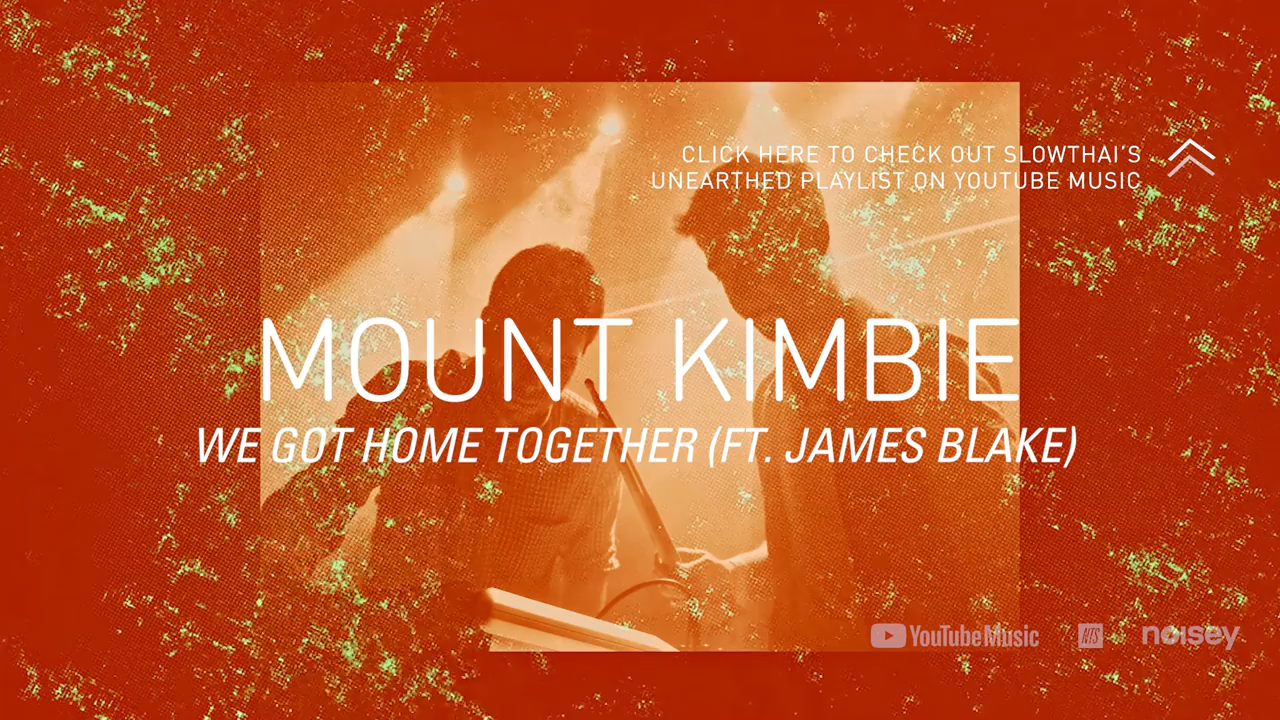 CLICK HERE TO CHECK OUT SLOWTHAI'S
UNEARTHED PLAYLIST ON YOUTUBE MUSIC
MOUNT KIMBIE
WE GOT HOME TOGETHER (FT. JAMES BLAKE)
YouTube Music
NTS
noisey